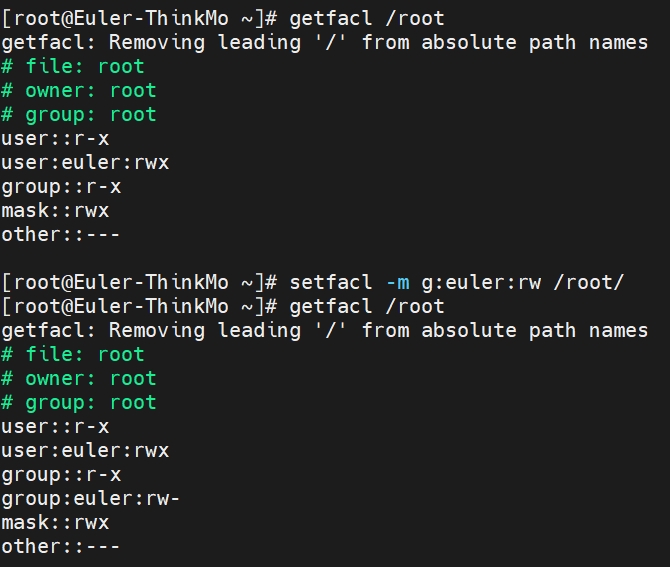 [root@Euler-ThinkMo ~]# getfacl /root
getfacl: Removing leading '/' from absolute path names
# file: root
# owner: root
# group: root
user::r-x
user:euler:rwx
group::r-x
mask::rwx
other::---

[root@Euler-ThinkMo ~]# setfacl -m g:euler:rw /root/
[root@Euler-ThinkMo ~]# getfacl /root
getfacl: Removing leading '/' from absolute path names
# file: root
# owner: root
# group: root
user::r-x
user:euler:rwx
group::r-x
group:euler:rw-
mask::rwx
other::---